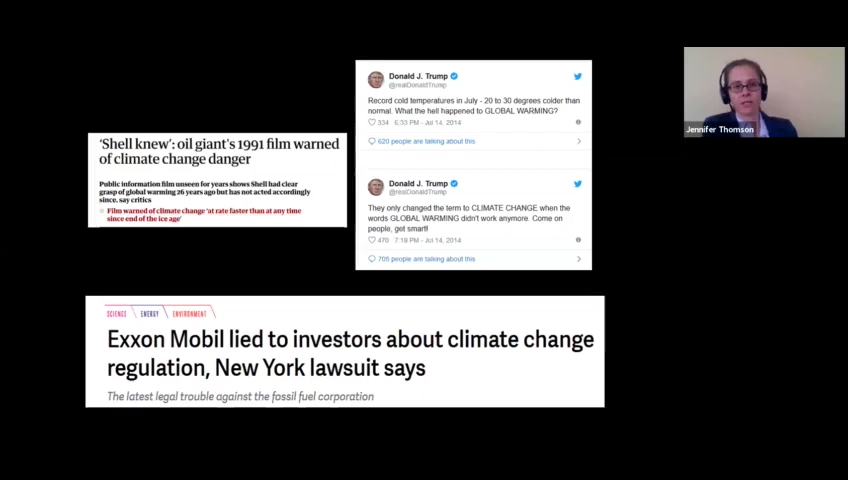 'Shell knew': oil giant's 1991 film warned
of climate change danger
Public information film unseen for years shows Shell had clear
grasp of global warming 26 years ago but has not acted accordingly
since, say critics
Film warned of climate change 'at rate faster than at any time
since end of the ice age'
Donald J. Trump
@realDonaldTrump
Record cold temperatures in July - 20 to 30 degrees colder than
normal. What the hell happened to GLOBAL WARMING?
334 6:33 PM - Jul 14, 2014
620 people are talking about this
Donald J. Trump
@realDonaldTrump
They only changed the term to CLIMATE CHANGE when the
words GLOBAL WARMING didn't work anymore. Come on
people, get smart!
470 7:18 PM - Jul 14, 2014
705 people are talking about this
Jennifer Thomson
SCIENCE ENERGY ENVIRONMENT
Exxon Mobil lied to investors about climate change
regulation, New York lawsuit says
The latest legal trouble against the fossil fuel corporation